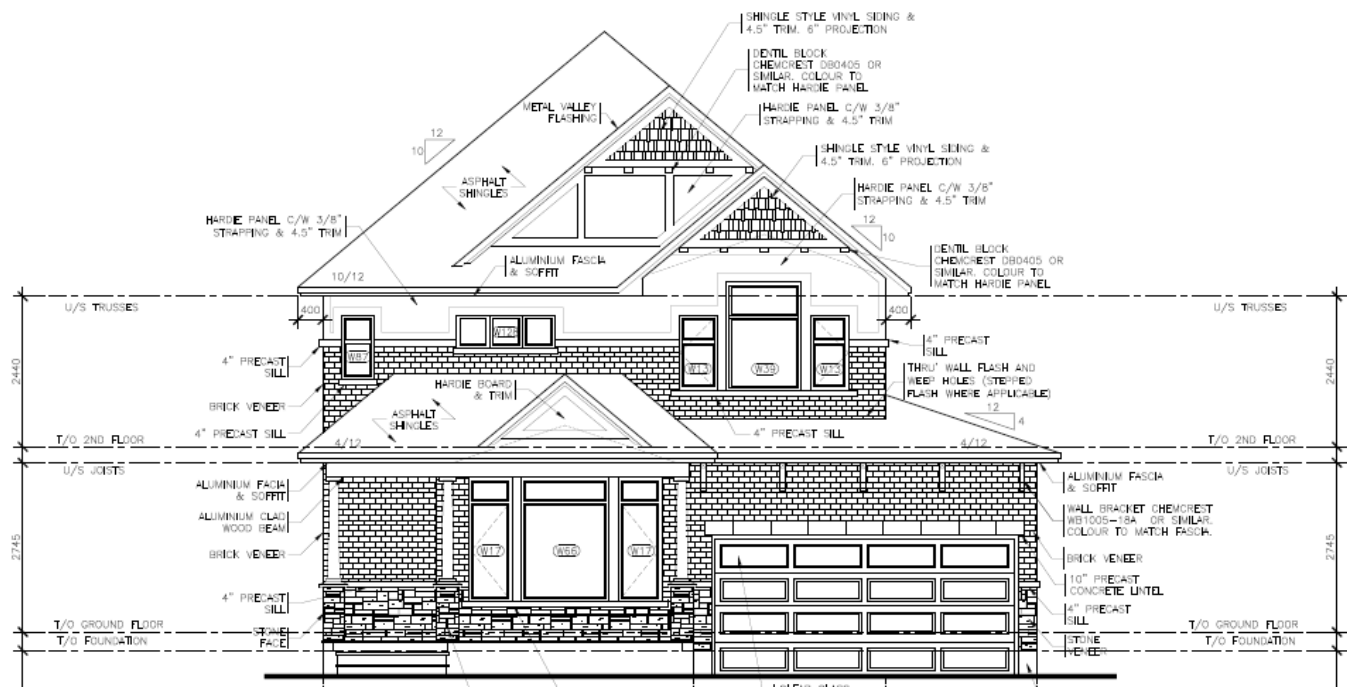 SHINGLE STYLE VINYL SIDING &
4.5" TRIM. 6" PROJECTION
DENTIL BLOCK
CHEMCREST DB0405 OR
SIMILAR. COLOUR TO
MATCH HARDIE PANEL
METAL VALLEY
FLASHING
HARDIE PANEL C/W 3/8"
STRAPPING & 4.5" TRIM
12
10
SHINGLE STYLE VINYL SIDING &
4.5" TRIM. 6" PROJECTION
ASPHALT
SHINGLES
HARDIE PANEL C/W 3/8"
STRAPPING & 4.5" TRIM
HARDIE PANEL C/W 3/8"
STRAPPING & 4.5" TRIM
12
10
DENTIL BLOCK
CHEMCREST DB0405 OR
SIMILAR. COLOUR TO
MATCH HARDIE PANEL
10/12
ALUMINIUM FASCIA
& SOFFIT
U/S TRUSSES
400
400
U/S TRUSSES
W87
W13
W39
W13
4" PRECAST
SILL
4" PRECAST
SILL
2440
2440
THRU' WALL FLASH AND
WEEP HOLES (STEPPED
FLASH WHERE APPLICABLE)
HARDIE BOARD
& TRIM
BRICK VENEER
ASPHALT
SHINGLES
12
4
4" PRECAST SILL
4" PRECAST SILL
T/O 2ND FLOOR
4/12
4/12
T/O 2ND FLOOR
U/S JOISTS
U/S JOISTS
ALUMINIUM FACIA
& SOFFIT
ALUMINIUM FASCIA
& SOFFIT
ALUMINIUM CLAD
WOOD BEAM
WALL BRACKET CHEMCREST
WB1005-18A OR SIMILAR.
COLOUR TO MATCH FASCIA.
2745
2745
BRICK VENEER
W17
W66
W17
BRICK VENEER
10" PRECAST
CONCRETE LINTEL
4" PRECAST
SILL
4" PRECAST
SILL
T/O GROUND FLOOR
T/O GROUND FLOOR
T/O FOUNDATION
STONE
FACE
STONE
VENEER
T/O FOUNDATION